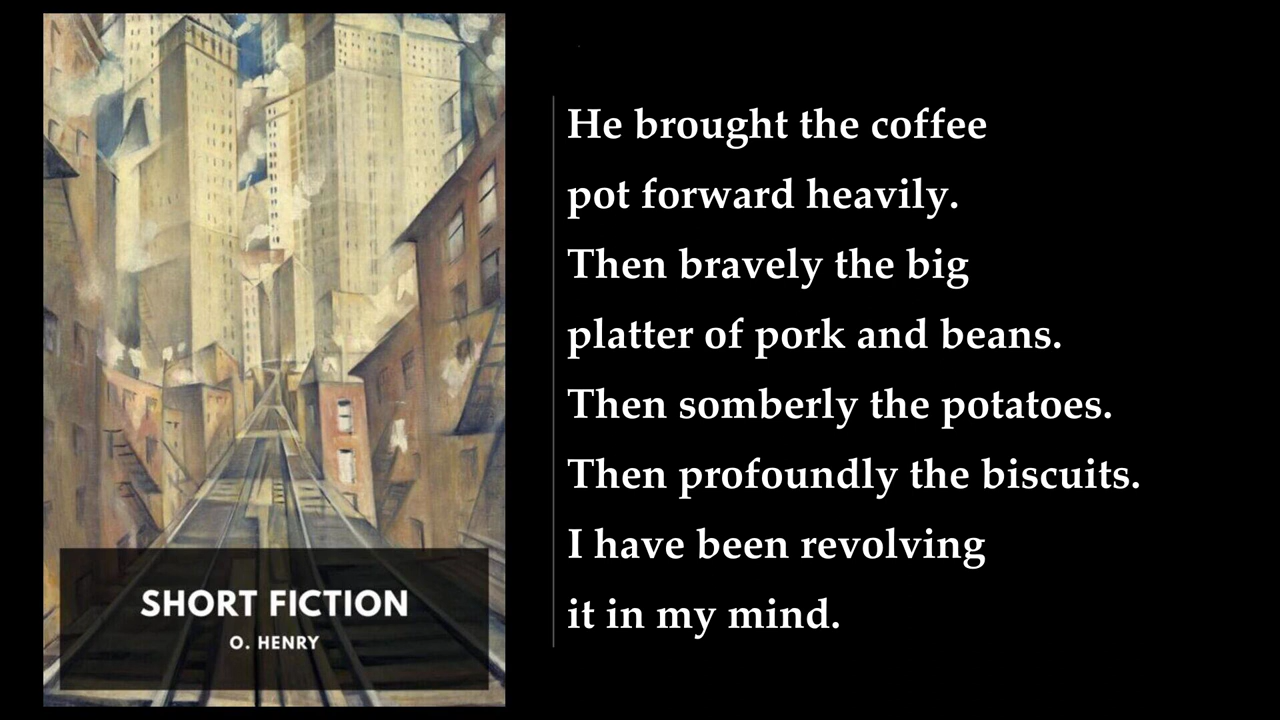 SHORT FICTION
O. HENRY
He brought the coffee
pot forward heavily.
Then bravely the big
platter of pork and beans.
Then somberly the potatoes.
Then profoundly the biscuits.
I have been revolving
it in my mind.